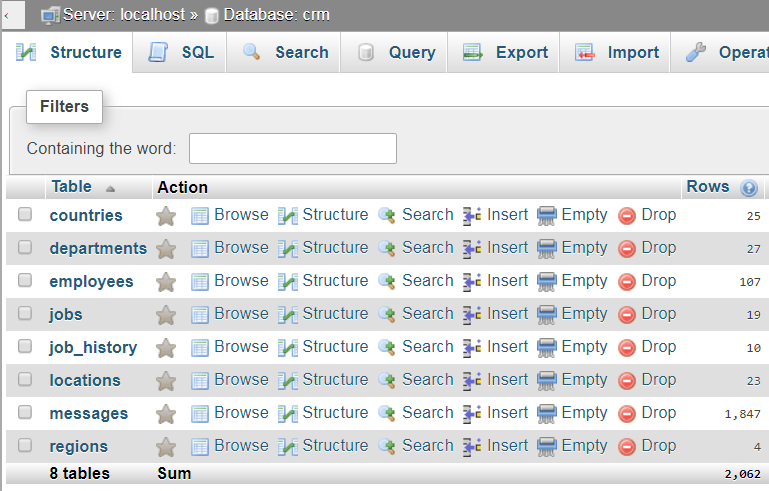 Server: localhost » Database: crm
Structure SQL Search Query Export Import Operat
Filters
Containing the word:
Table Action Rows
countries Browse Structure Search Insert Empty Drop 25
departments Browse Structure Search Insert Empty Drop 27
employees Browse Structure Search Insert Empty Drop 107
jobs Browse Structure Search Insert Empty Drop 19
job_history Browse Structure Search Insert Empty Drop 10
locations Browse Structure Search Insert Empty Drop 23
messages Browse Structure Search Insert Empty Drop 1,847
regions Browse Structure Search Insert Empty Drop 4
8 tables Sum 2,062